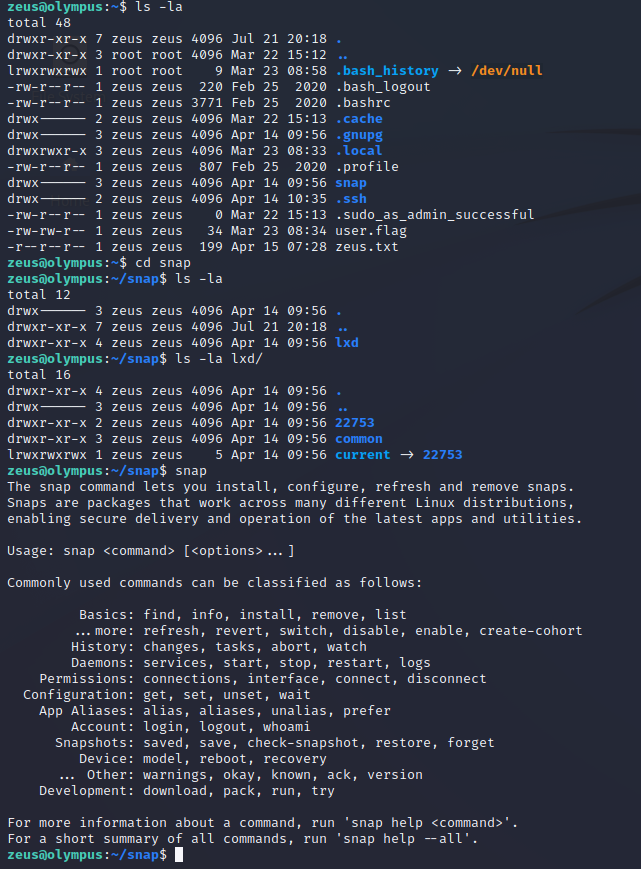 zeus@olympus:~$ ls -la
total 48
drwxr-xr-x 7 zeus zeus 4096 Jul 21 20:18 .
drwxr-xr-x 3 root root 4096 Mar 22 15:12 ..
lrwxrwxrwx 1 root root    9 Mar 23 08:58 .bash_history → /dev/null
-rw-r--r-- 1 zeus zeus  220 Feb 25  2020 .bash_logout
-rw-r--r-- 1 zeus zeus 3771 Feb 25  2020 .bashrc
drwx------ 2 zeus zeus 4096 Mar 22 15:13 .cache
drwx------ 3 zeus zeus 4096 Apr 14 09:56 .gnupg
drwxrwxr-x 3 zeus zeus 4096 Mar 23 08:33 .local
-rw-r--r-- 1 zeus zeus  807 Feb 25  2020 .profile
drwx------ 3 zeus zeus 4096 Apr 14 09:56 snap
drwx------ 2 zeus zeus 4096 Apr 14 10:35 .ssh
-rw-r--r-- 1 zeus zeus    0 Mar 22 15:13 .sudo_as_admin_successful
-rw-rw-r-- 1 zeus zeus   34 Mar 23 08:34 user.flag
-r--r--r-- 1 zeus zeus  199 Apr 15 07:28 zeus.txt
zeus@olympus:~$ cd snap
zeus@olympus:~/snap$ ls -la
total 12
drwx------ 3 zeus zeus 4096 Apr 14 09:56 .
drwxr-xr-x 7 zeus zeus 4096 Jul 21 20:18 ..
drwxr-xr-x 4 zeus zeus 4096 Apr 14 09:56 lxd
zeus@olympus:~/snap$ ls -la lxd/
total 16
drwxr-xr-x 4 zeus zeus 4096 Apr 14 09:56 .
drwx------ 3 zeus zeus 4096 Apr 14 09:56 ..
drwxr-xr-x 2 zeus zeus 4096 Apr 14 09:56 22753
drwxr-xr-x 3 zeus zeus 4096 Apr 14 09:56 common
lrwxrwxrwx 1 zeus zeus    5 Apr 14 09:56 current → 22753
zeus@olympus:~/snap$ snap
The snap command lets you install, configure, refresh and remove snaps.
Snaps are packages that work across many different Linux distributions,
enabling secure delivery and operation of the latest apps and utilities.

Usage: snap <command> [<options>...]

Commonly used commands can be classified as follows:

         Basics: find, info, install, remove, list
        ...more: refresh, revert, switch, disable, enable, create-cohort
        History: changes, tasks, abort, watch
        Daemons: services, start, stop, restart, logs
    Permissions: connections, interface, connect, disconnect
  Configuration: get, set, unset, wait
    App Aliases: alias, aliases, unalias, prefer
        Account: login, logout, whoami
      Snapshots: saved, save, check-snapshot, restore, forget
         Device: model, reboot, recovery
      ... Other: warnings, okay, known, ack, version
    Development: download, pack, run, try

For more information about a command, run 'snap help <command>'.
For a short summary of all commands, run 'snap help --all'.
zeus@olympus:~/snap$